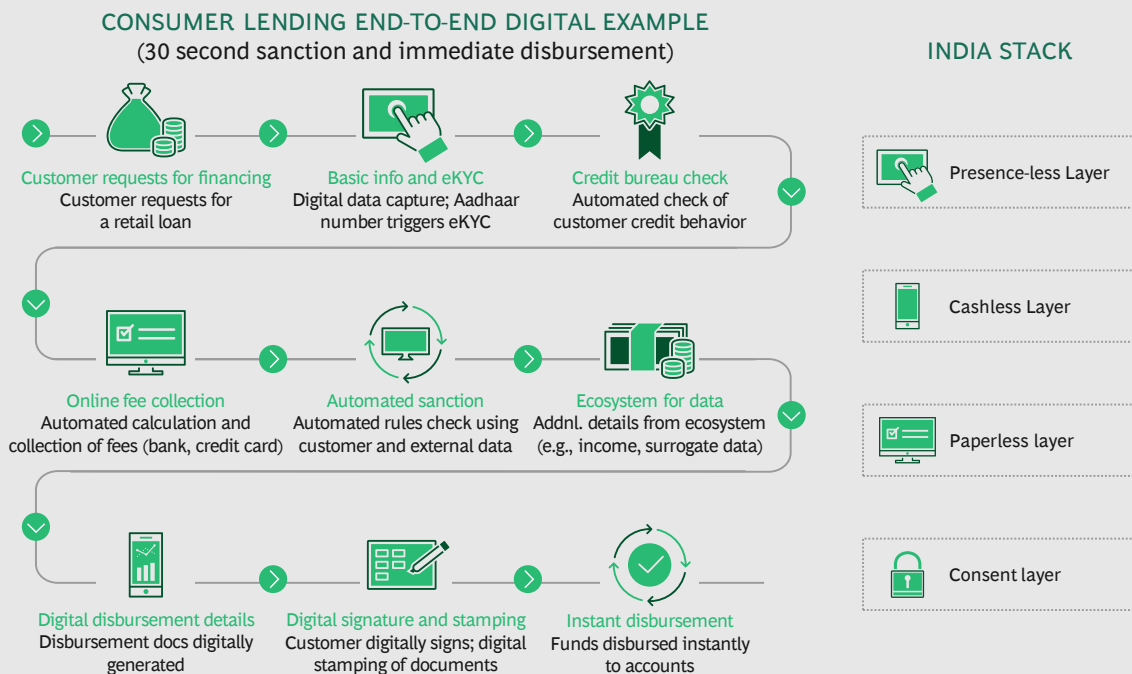 CONSUMER LENDING END-TO-END DIGITAL EXAMPLE
(30 second sanction and immediate disbursement)
Customer requests for financing
Customer requests for
a retail loan
Basic info and eKYC
Digital data capture; Aadhaar
number triggers eKYC
Credit bureau check
Automated check of
customer credit behavior
Online fee collection
Automated calculation and
collection of fees (bank, credit card)
Automated sanction
Automated rules check using
customer and external data
Ecosystem for data
Addnl. details from ecosystem
(e.g., income, surrogate data)
Digital disbursement details
Disbursement docs digitally
generated
Digital signature and stamping
Customer digitally signs; digital
stamping of documents
Instant disbursement
Funds disbursed instantly
to accounts
INDIA STACK
Presence-less Layer
Cashless Layer
Paperless layer
Consent layer